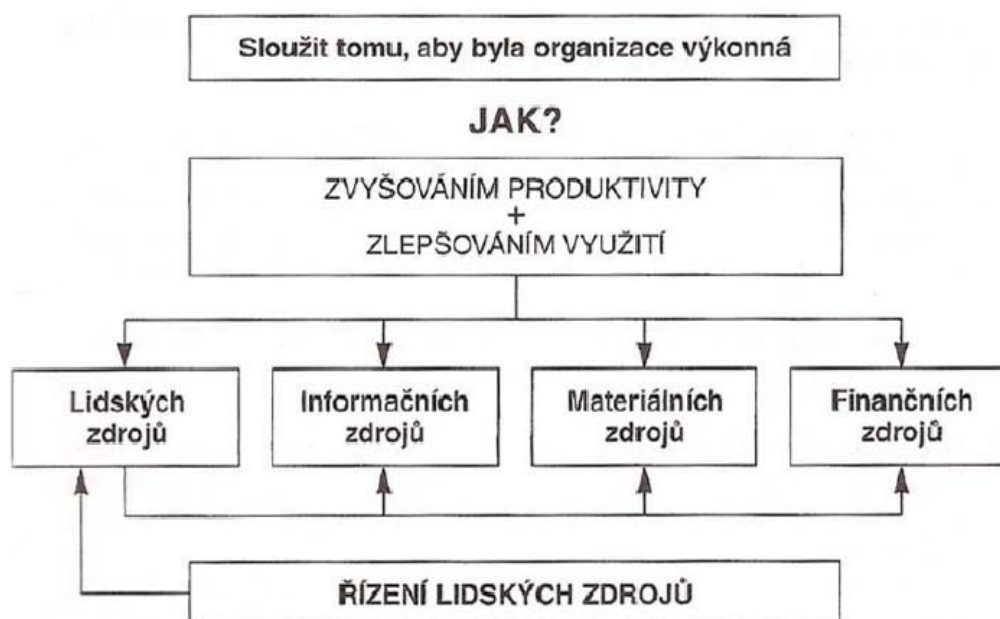 Sloužit tomu, aby byla organizace výkonná
JAK?
ZVYŠOVÁNÍM PRODUKTIVITY
+
ZLEPŠOVÁNÍM VYUŽITÍ
Lidských
zdrojů
Informačních
zdrojů
Materiálních
zdrojů
Finančních
zdrojů
ŘÍZENÍ LIDSKÝCH ZDROJŮ